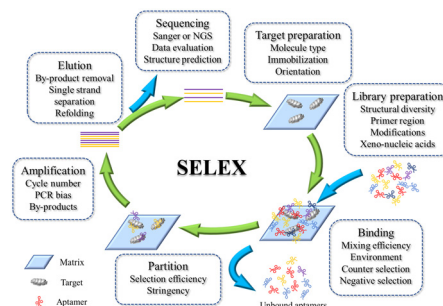 Sequencing
Sanger or NGS
Data evaluation
Structure prediction
Target preparation
Molecule type
Immobilization
Orientation
Elution
By-product removal
Single strand
separation
Refolding
Library preparation
Structural diversity
Primer region
Modifications
Xeno-nucleic acids
SELEX
Amplification
Cycle number
PCR bias
By-products
Binding
Mixing efficiency
Environment
Counter selection
Negative selection
Partition
Selection efficiency
Stringency
Matrix
Target
Aptamer
Unbound aptamers